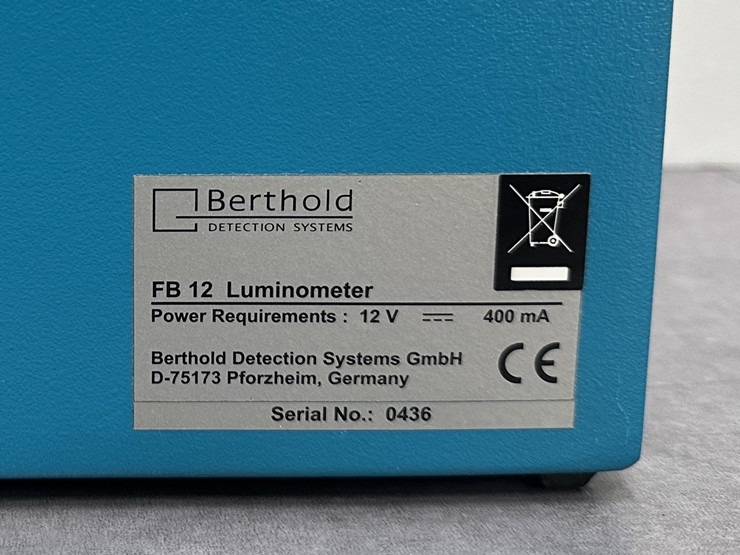 Berthold
DETECTION SYSTEMS
FB 12 Luminometer
Power Requirements : 12 V ⎓ 400 mA
Berthold Detection Systems GmbH
D-75173 Pforzheim, Germany
CE
Serial No.: 0436